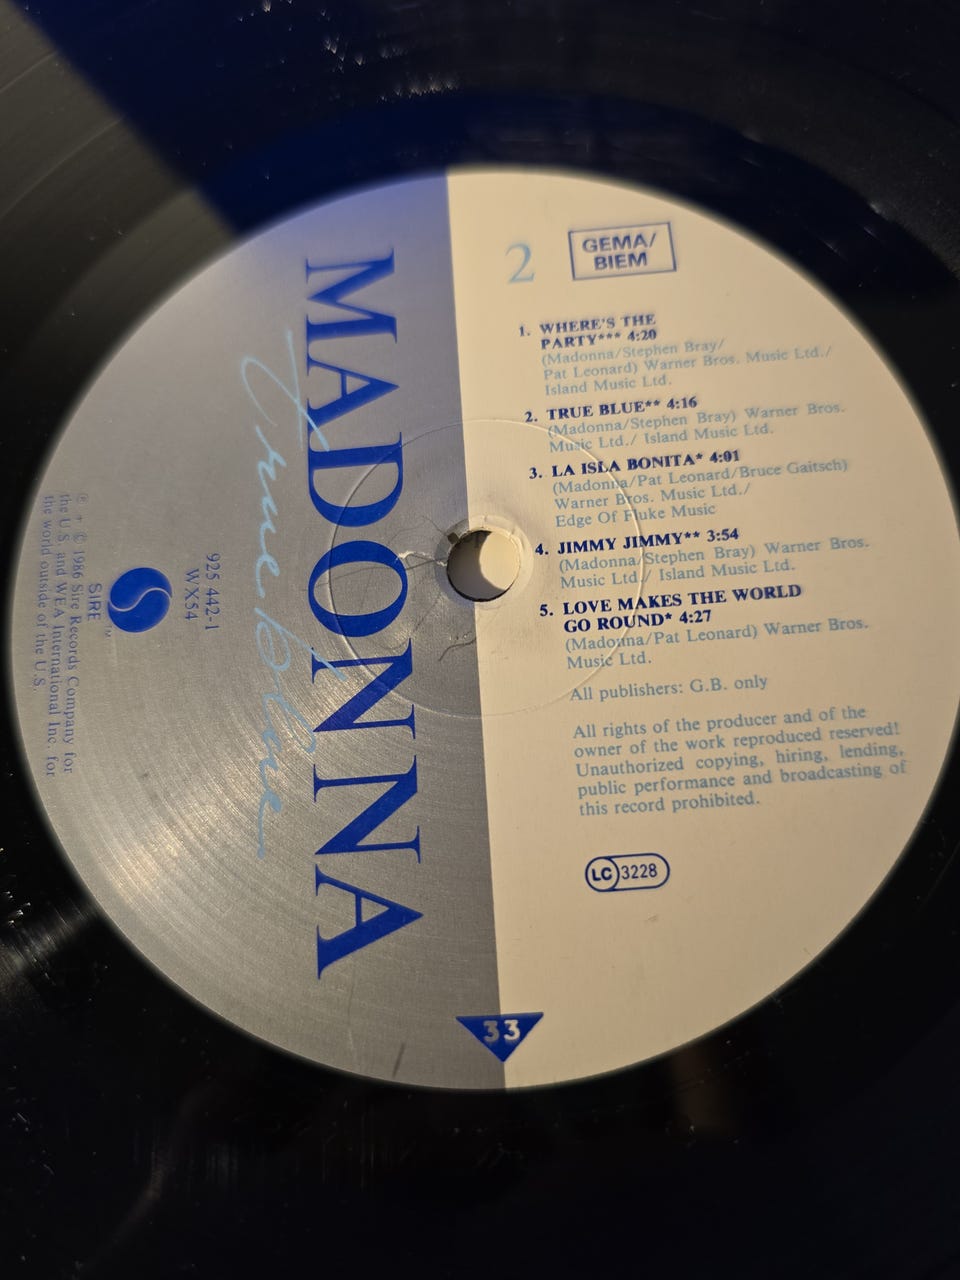 MADONNA
True blue
925 442-1
WX54
SIRE
TM
℗ + © 1986 Sire Records Company for
the U.S. and WEA International Inc. for
the world outside of the U.S.
2
GEMA/
BIEM
1. WHERE'S THE
PARTY*** 4:20
(Madonna/Stephen Bray/
Pat Leonard) Warner Bros. Music Ltd./
Island Music Ltd.
2. TRUE BLUE** 4:16
(Madonna/Stephen Bray) Warner Bros.
Music Ltd./ Island Music Ltd.
3. LA ISLA BONITA* 4:01
(Madonna/Pat Leonard/Bruce Gaitsch)
Warner Bros. Music Ltd./
Edge Of Fluke Music
4. JIMMY JIMMY** 3:54
(Madonna/Stephen Bray) Warner Bros.
Music Ltd./ Island Music Ltd.
5. LOVE MAKES THE WORLD
GO ROUND* 4:27
(Madonna/Pat Leonard) Warner Bros.
Music Ltd.
All publishers: G.B. only
All rights of the producer and of the
owner of the work reproduced reserved!
Unauthorized copying, hiring, lending,
public performance and broadcasting of
this record prohibited.
LC 3228
33